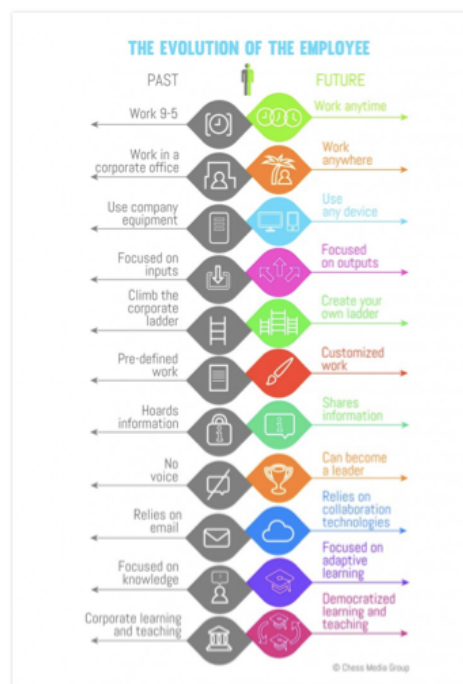 THE EVOLUTION OF THE EMPLOYEE
PAST
FUTURE
Work 9-5
Work anytime
Work in a
corporate office
Work
anywhere
Use company
equipment
Use
any device
Focused on
inputs
Focused
on outputs
Climb the
corporate
ladder
Create your
own ladder
Pre-defined
work
Customized
work
Hoards
information
Shares
information
No
voice
Can become
a leader
Relies on
email
Relies on
collaboration
technologies
Focused on
knowledge
Focused on
adaptive
learning
Corporate learning
and teaching
Democratized
learning and
teaching
© Chess Media Group